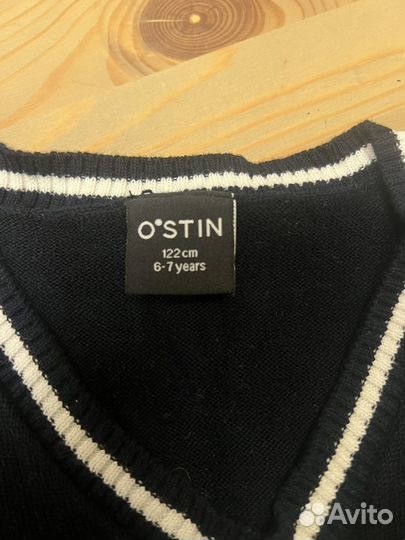 O'STIN
122cm
6-7 years
Avito